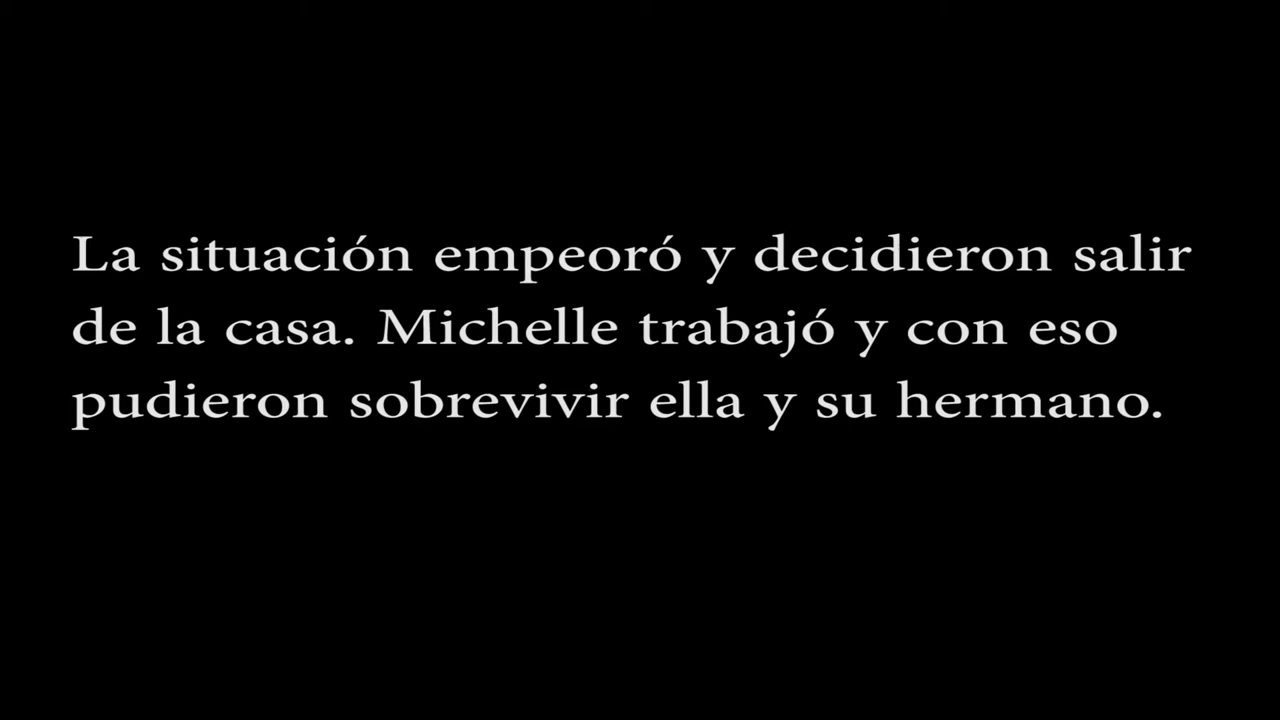 La situación empeoró y decidieron salir
de la casa. Michelle trabajó y con eso
pudieron sobrevivir ella y su hermano.